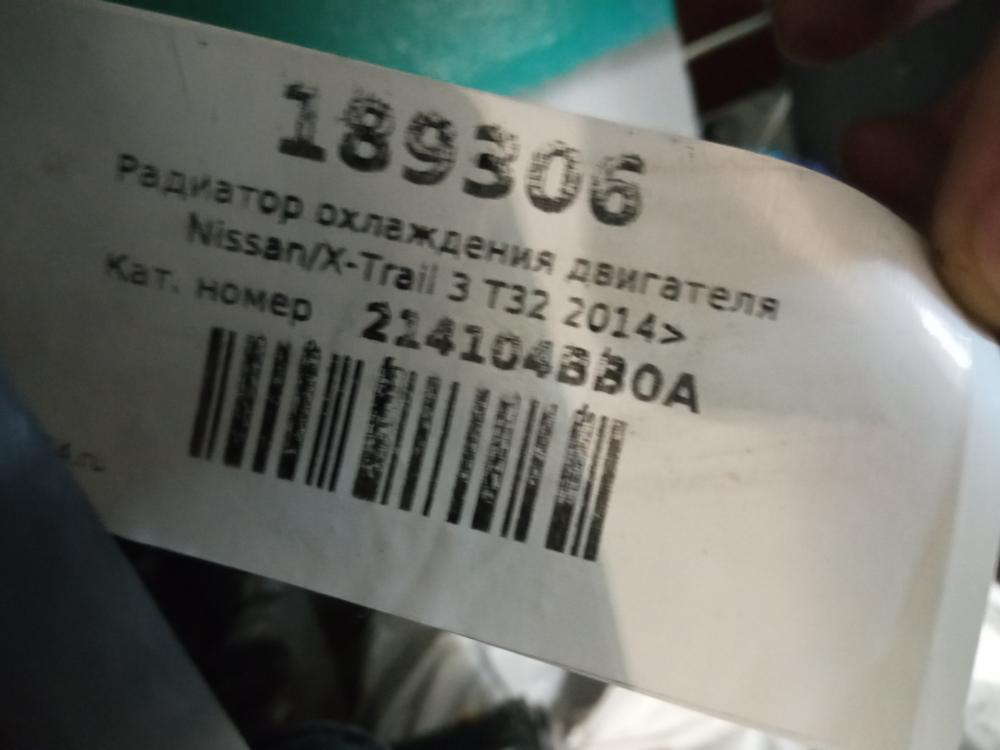 189306
Радиатор охлаждения двигателя
Nissan/X-Trail 3 T32 2014>
Кат. номер 214104BB0A